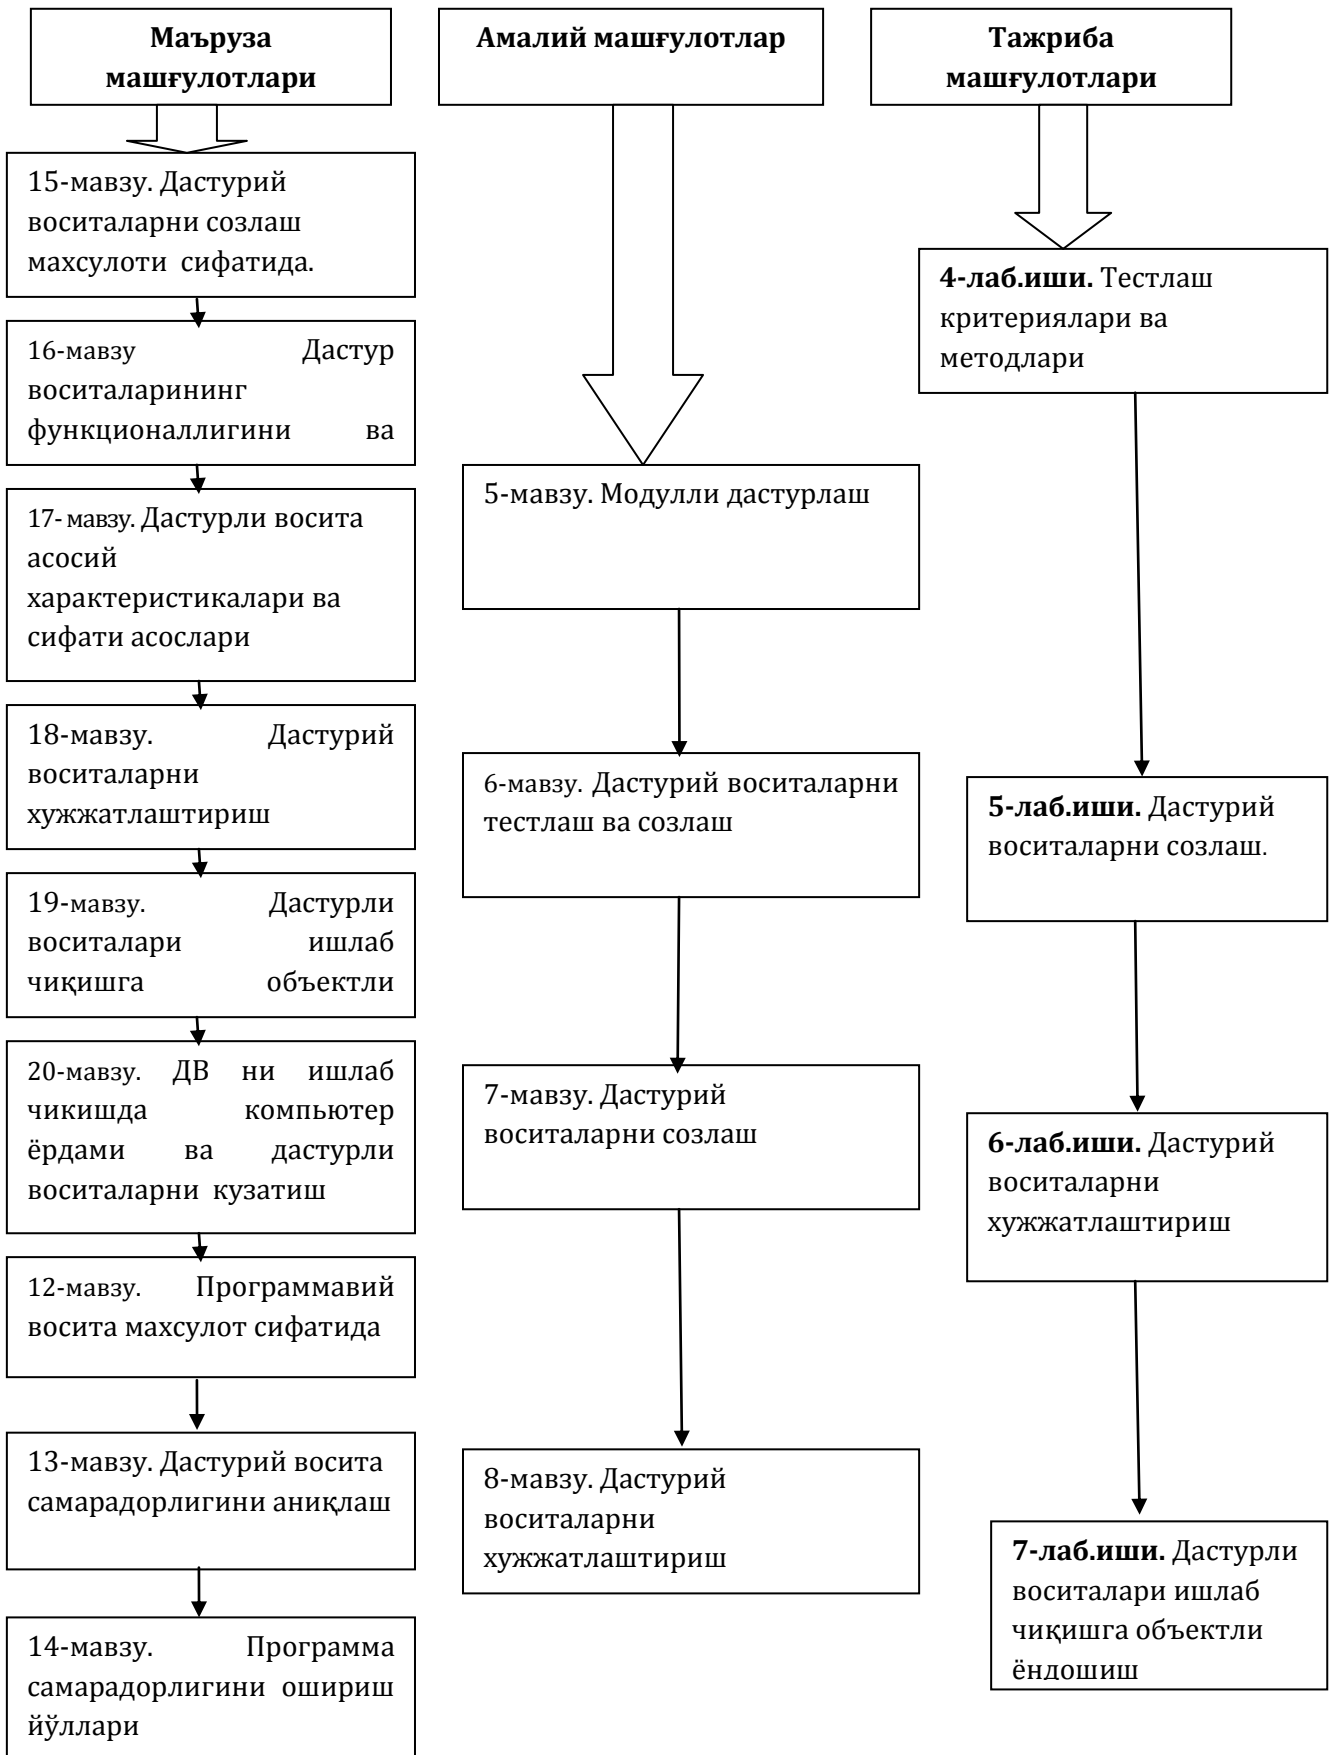 Маъруза
машғулотлари
15-мавзу. Дастурий
воситаларни созлаш
махсулоти сифатида.
16-мавзу Дастур
воситаларининг
функционаллигини ва
17- мавзу. Дастурли восита
асосий
характеристикалари ва
сифати асослари
18-мавзу. Дастурий
воситаларни
хужжатлаштириш
19-мавзу. Дастурли
воситалари ишлаб
чиқишга объектли
20-мавзу. ДВ ни ишлаб
чикишда компьютер
ёрдами ва дастурли
воситаларни кузатиш
12-мавзу. Программавий
восита махсулот сифатида
13-мавзу. Дастурий восита
самарадорлигини аниқлаш
14-мавзу. Программа
самарадорлигини ошириш
йўллари
Амалий машғулотлар
5-мавзу. Модулли дастурлаш
6-мавзу. Дастурий воситаларни
тестлаш ва созлаш
7-мавзу. Дастурий
воситаларни созлаш
8-мавзу. Дастурий
воситаларни
хужжатлаштириш
Тажриба
машғулотлари
4-лаб.иши. Тестлаш
критериялари ва
методлари
5-лаб.иши. Дастурий
воситаларни созлаш.
6-лаб.иши. Дастурий
воситаларни
хужжатлаштириш
7-лаб.иши. Дастурли
воситалари ишлаб
чиқишга объектли
ёндошиш